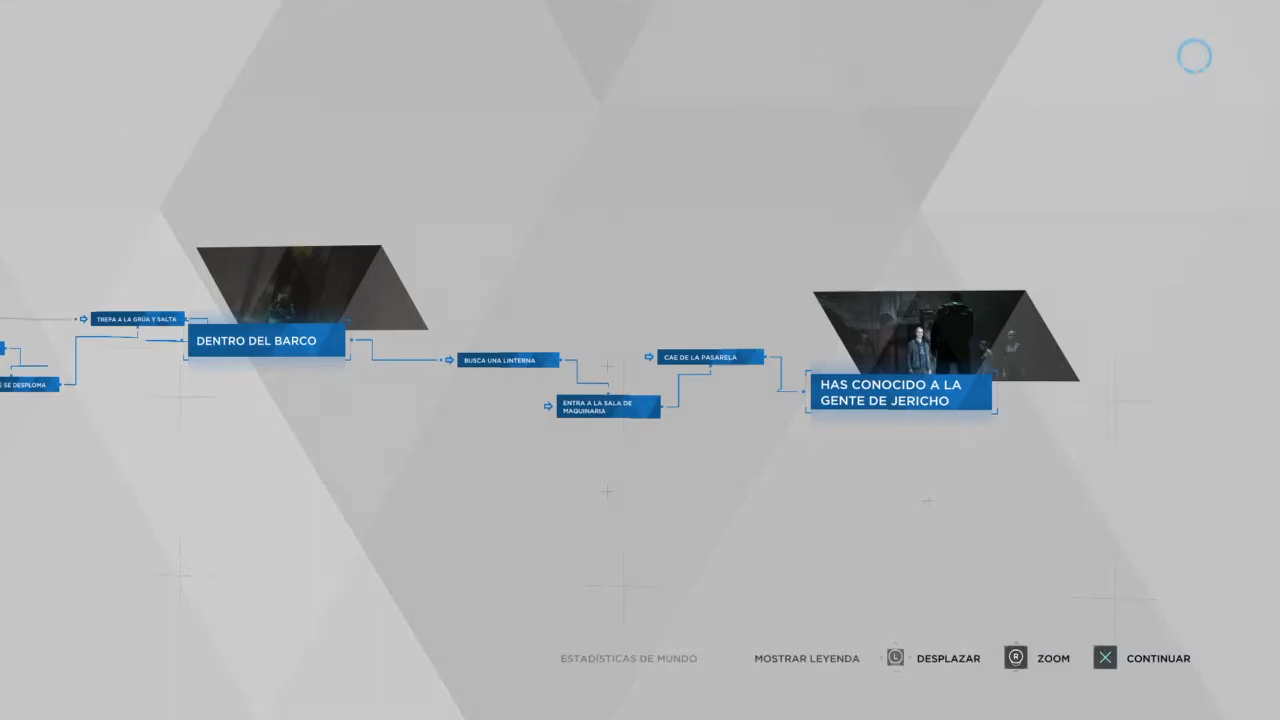 TREPA A LA GRÚA Y SALTA
DENTRO DEL BARCO
SE DESPLOMA
BUSCA UNA LINTERNA
ENTRA A LA SALA DE
MAQUINARIA
CAE DE LA PASARELA
HAS CONOCIDO A LA
GENTE DE JERICHO
ESTADÍSTICAS DE MUNDO
MOSTRAR LEYENDA
L
DESPLAZAR
R
ZOOM
CONTINUAR